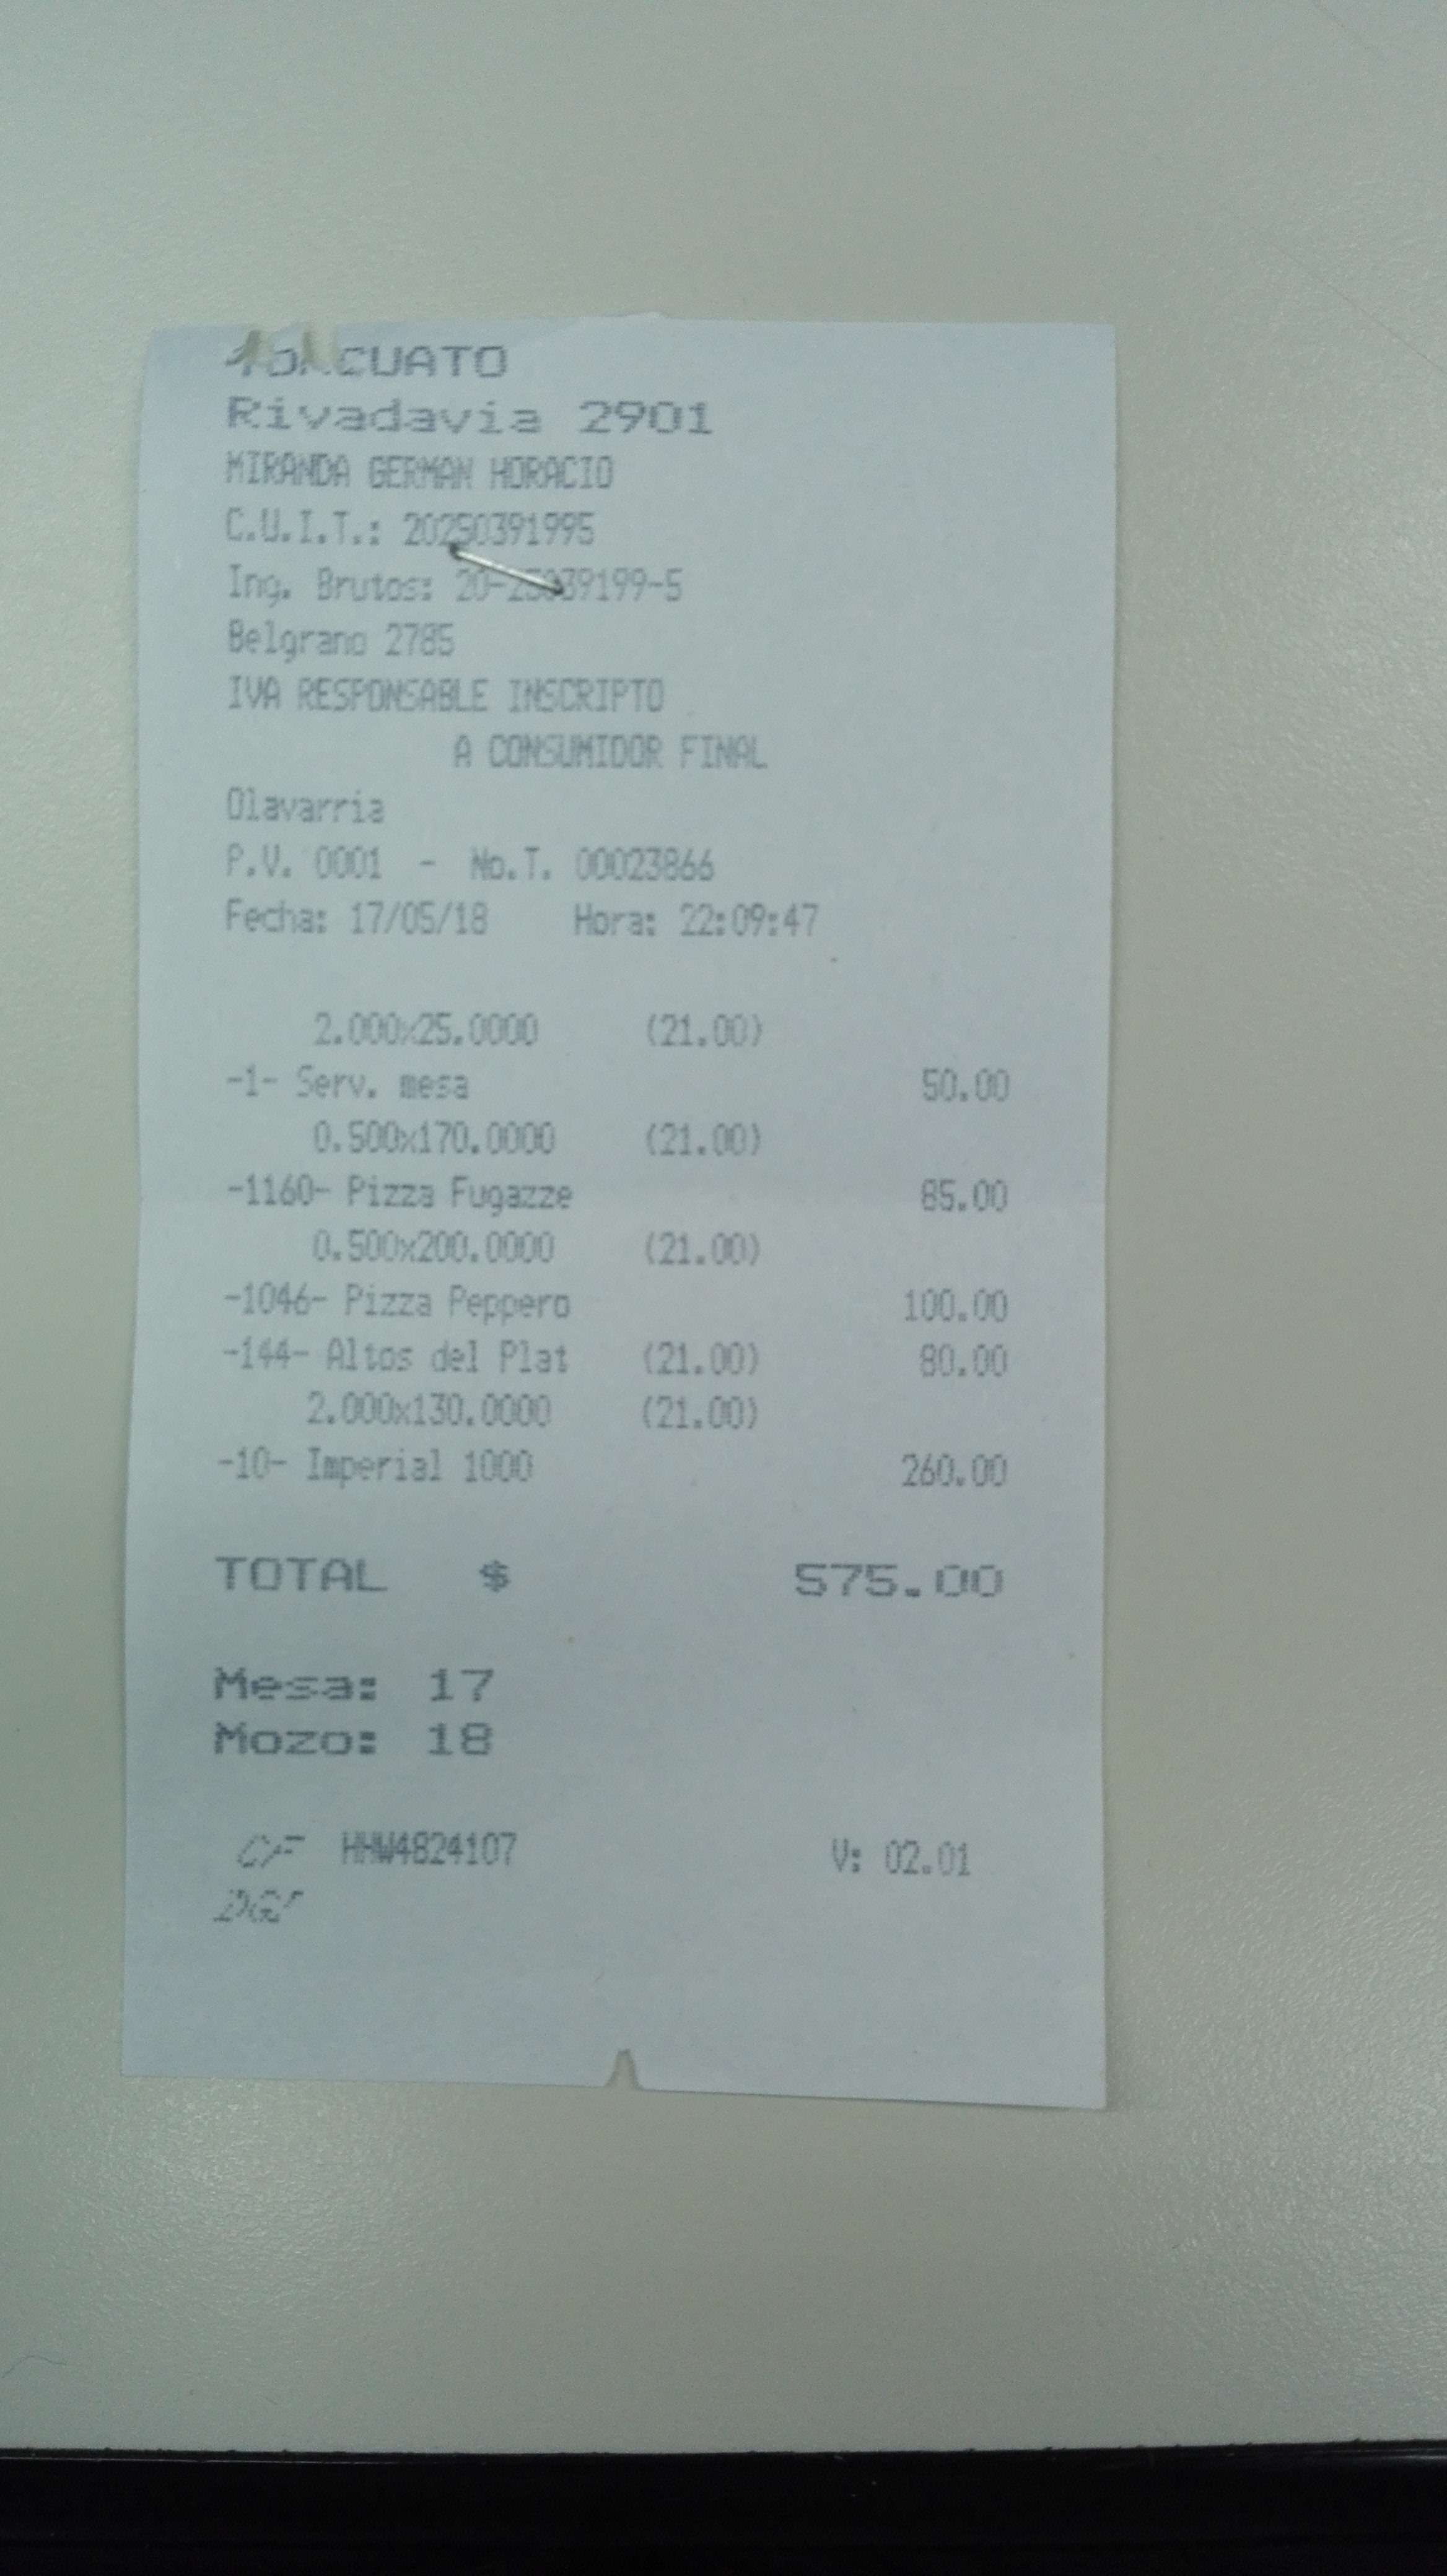 TORCUATO
Rivadavia 2901
MIRANDA GERMAN HORACIO
C.U.I.T.: 20250391995
Ing. Brutos: 20-25039199-5
Belgrano 2785
IVA RESPONSABLE INSCRIPTO
A CONSUMIDOR FINAL
Olavarria
P.V. 0001 - No.T. 00023866
Fecha: 17/05/18 Hora: 22:09:47
2.000x25.0000 (21.00)
-1- Serv. mesa 50.00
0.500x170.0000 (21.00)
-1160- Pizza Fugazze 85.00
0.500x200.0000 (21.00)
-1046- Pizza Peppero 100.00
-144- Altos del Plat (21.00) 80.00
2.000x130.0000 (21.00)
-10- Imperial 1000 260.00
TOTAL $ 575.00
Mesa: 17
Mozo: 18
CF HHW4824107 V: 02.01
DGI